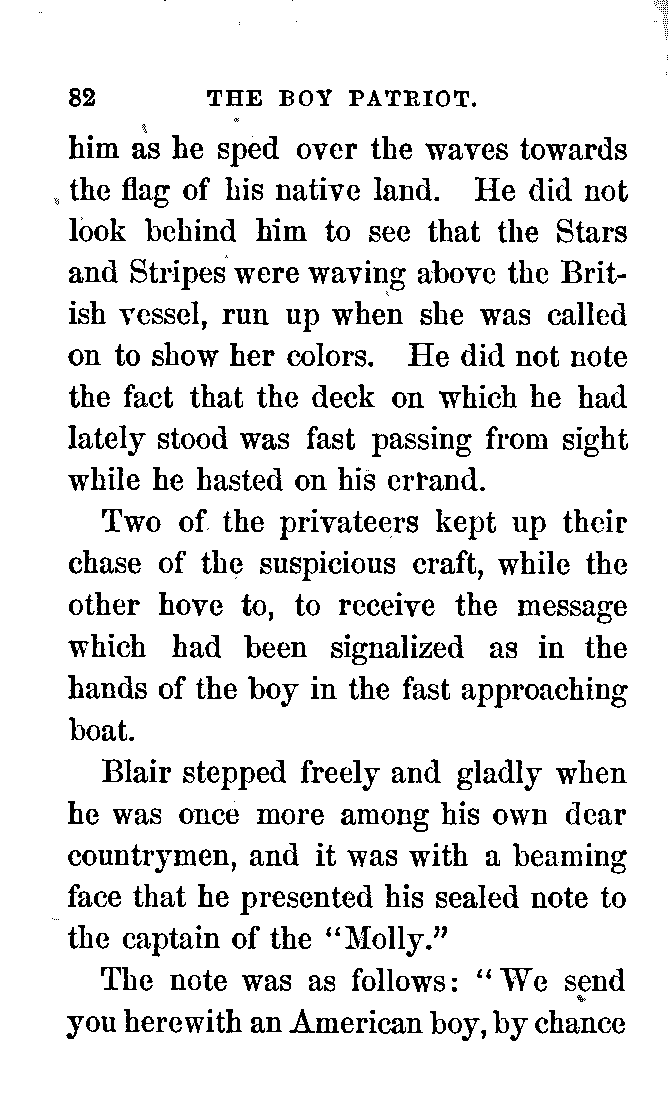 82 THE BOY PATRIOT.
him as he sped over the waves towards
the flag of his native land. He did not
look behind him to see that the Stars
and Stripes were waving above the Brit-
ish vessel, run up when she was called
on to show her colors. He did not note
the fact that the deck on which he had
lately stood was fast passing from sight
while he hasted on his errand.
Two of the privateers kept up their
chase of the suspicious craft, while the
other hove to, to receive the message
which had been signalized as in the
hands of the boy in the fast approaching
boat.
Blair stepped freely and gladly when
he was once more among his own dear
countrymen, and it was with a beaming
face that he presented his sealed note to
the captain of the “Molly.”
The note was as follows: “We send
you herewith an American boy, by chance